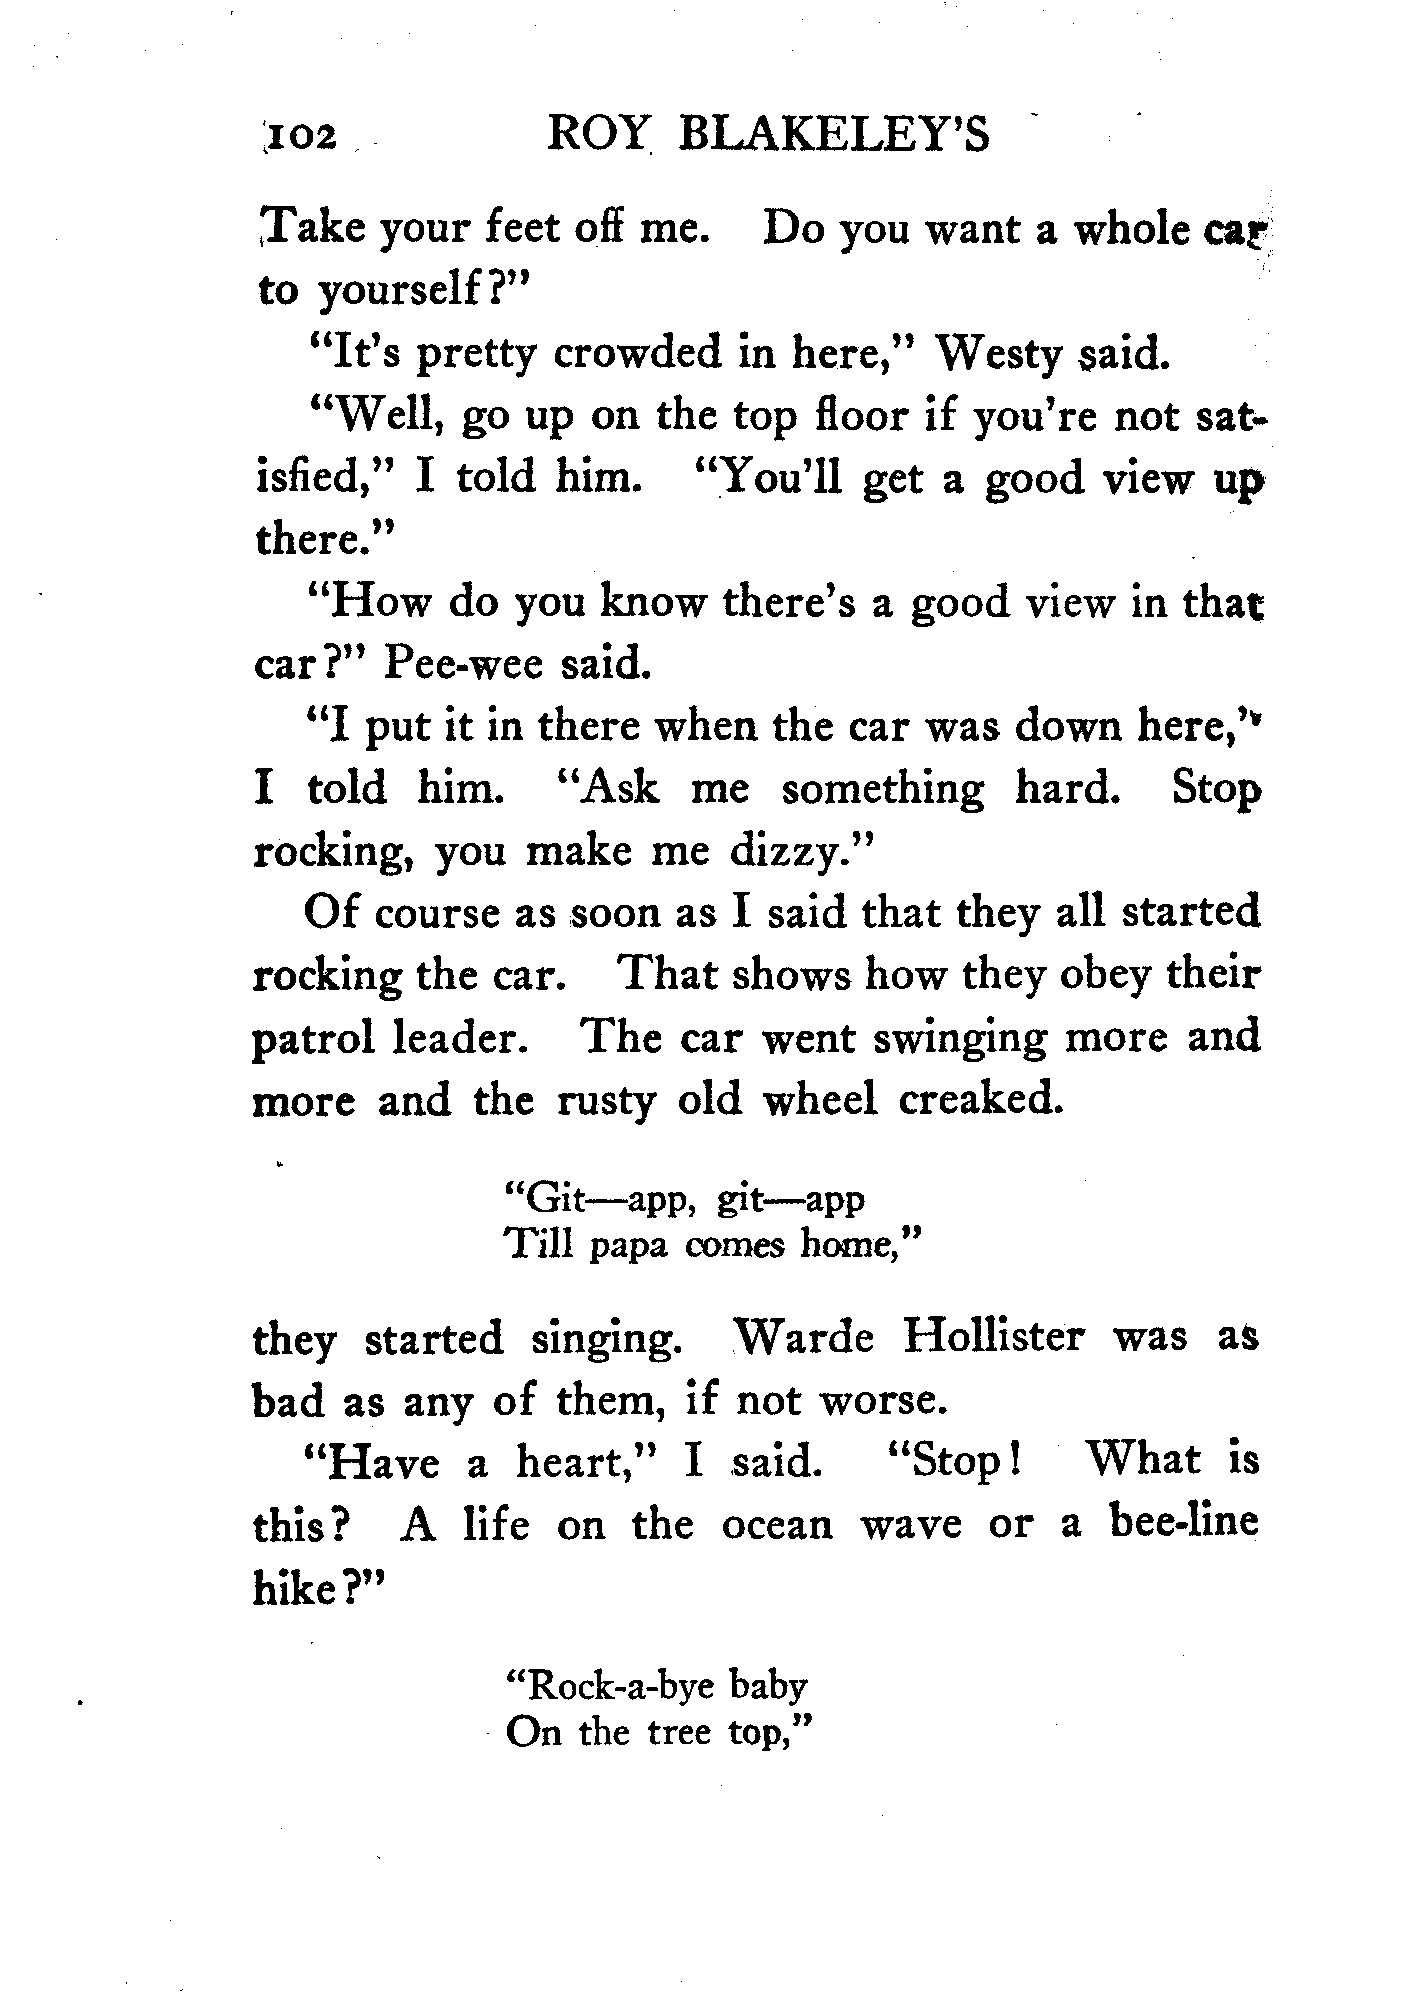 102 ROY BLAKELEY'S
Take your feet off me. Do you want a whole car
to yourself?"
"It's pretty crowded in here," Westy said.
"Well, go up on the top floor if you're not sat-
isfied," I told him. "You'll get a good view up
there."
"How do you know there's a good view in that
car?" Pee-wee said.
"I put it in there when the car was down here,"
I told him. "Ask me something hard. Stop
rocking, you make me dizzy."
Of course as soon as I said that they all started
rocking the car. That shows how they obey their
patrol leader. The car went swinging more and
more and the rusty old wheel creaked.
"Git—app, git—app
Till papa comes home,"
they started singing. Warde Hollister was as
bad as any of them, if not worse.
"Have a heart," I said. "Stop! What is
this? A life on the ocean wave or a bee-line
hike?"
"Rock-a-bye baby
On the tree top,"